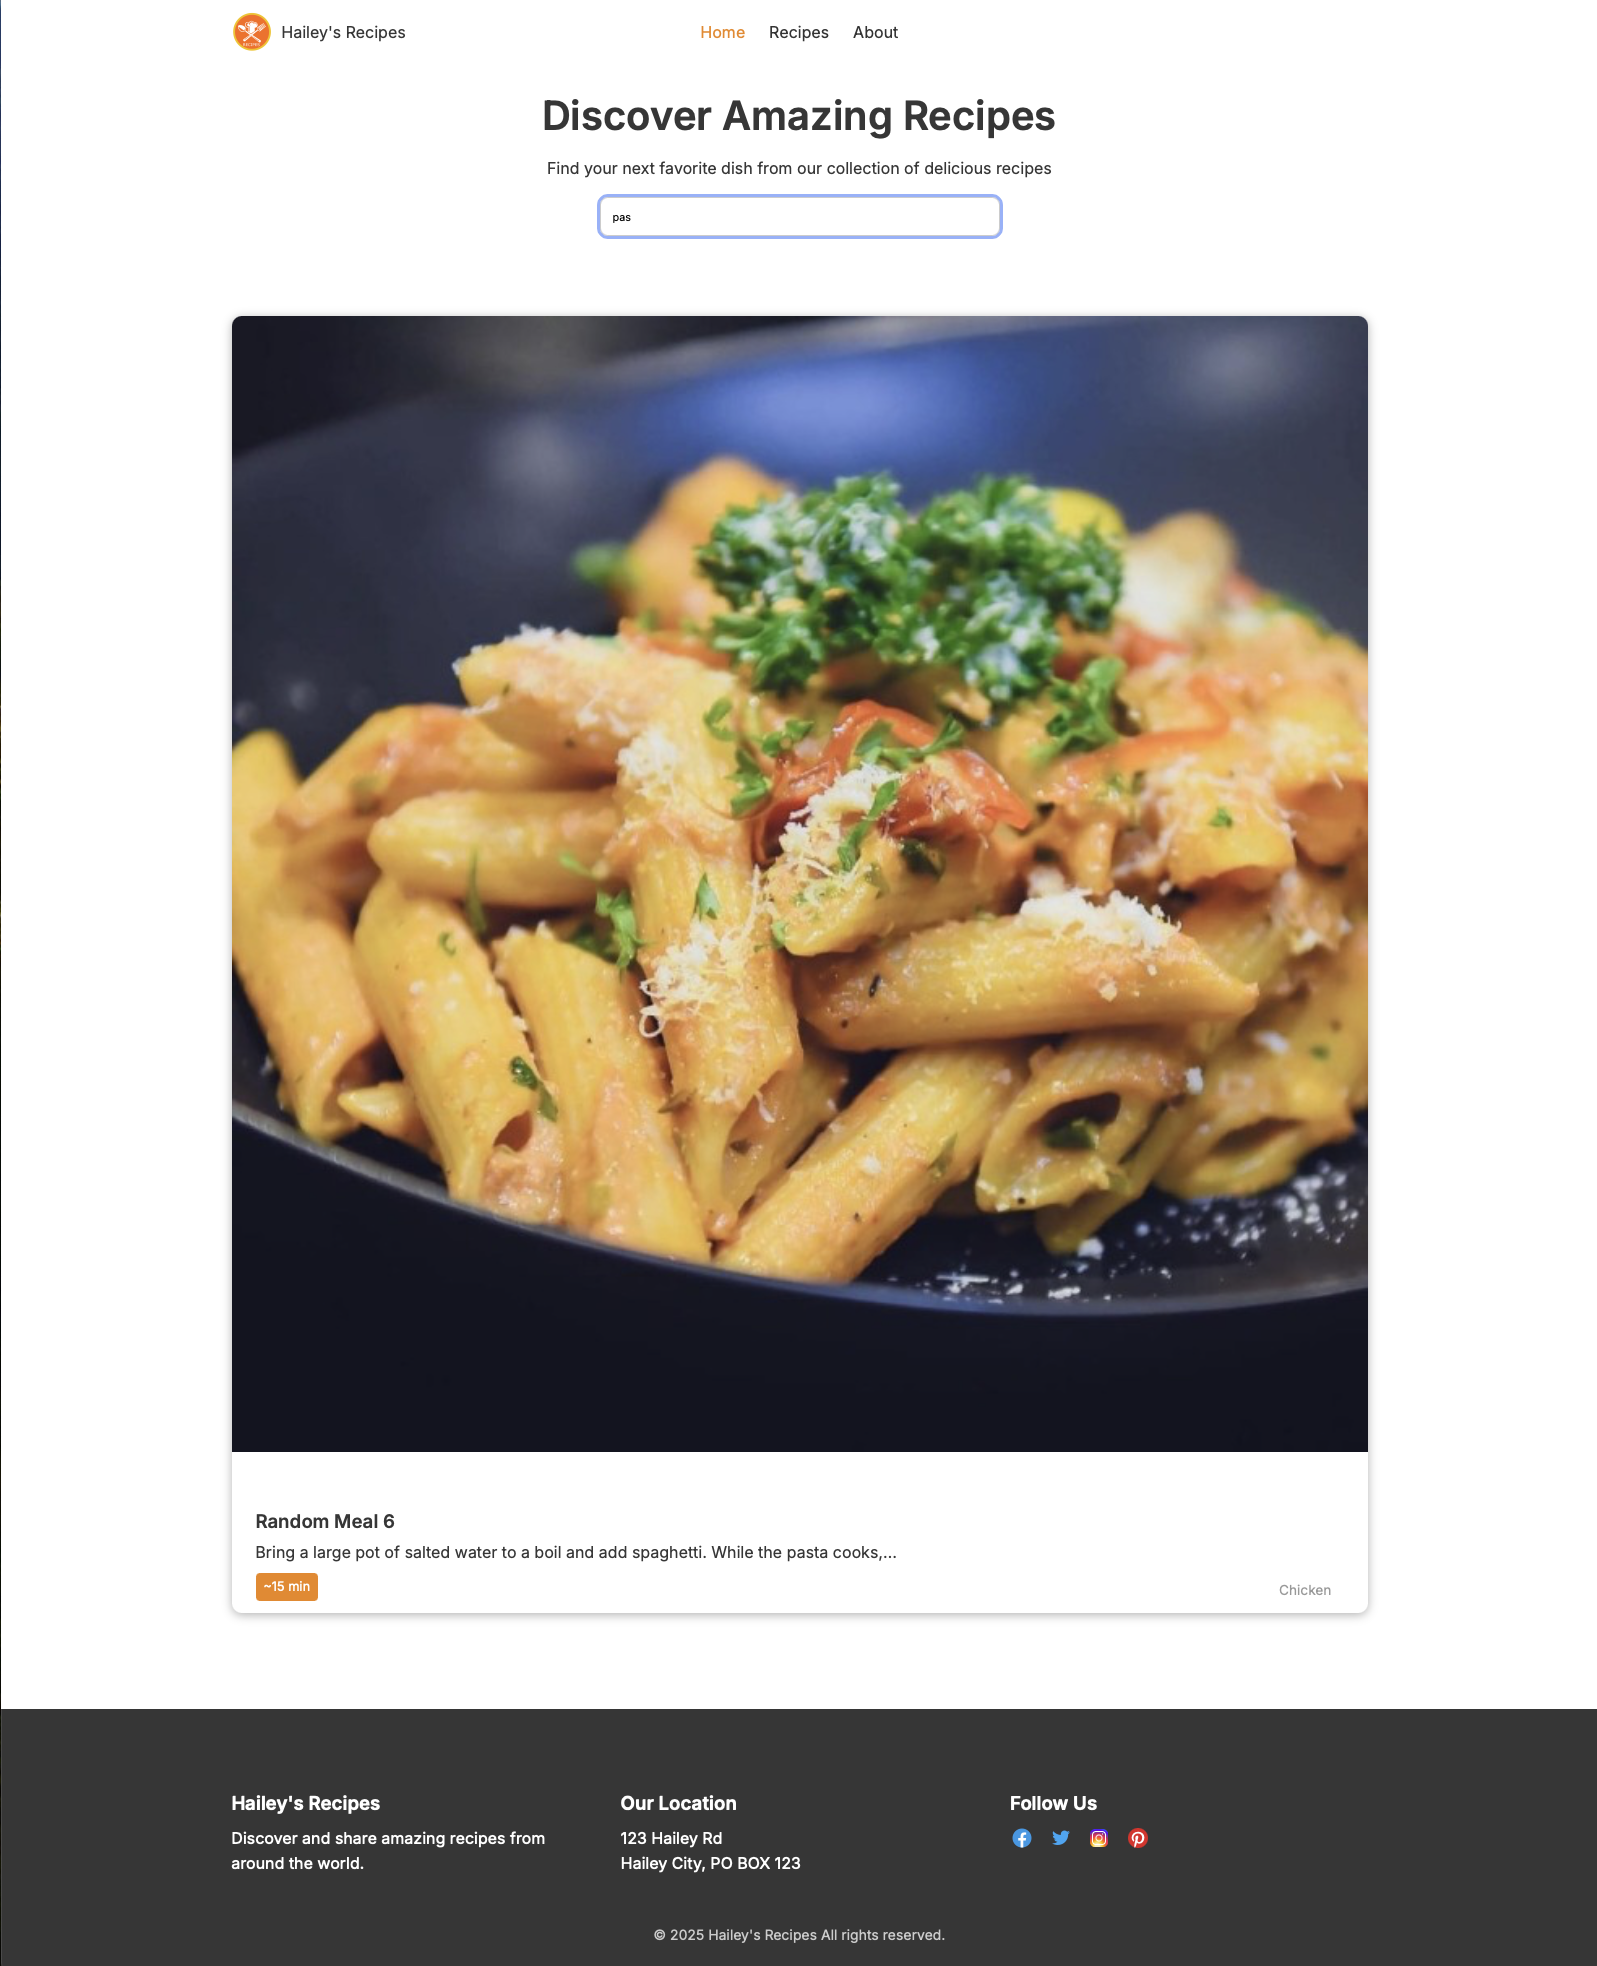 Hailey's Recipes
Home Recipes About
Discover Amazing Recipes
Find your next favorite dish from our collection of delicious recipes
pas
Random Meal 6
Bring a large pot of salted water to a boil and add spaghetti. While the pasta cooks,...
~15 min
Chicken
Hailey's Recipes
Discover and share amazing recipes from
around the world.
Our Location
123 Hailey Rd
Hailey City, PO BOX 123
Follow Us
© 2025 Hailey's Recipes All rights reserved.